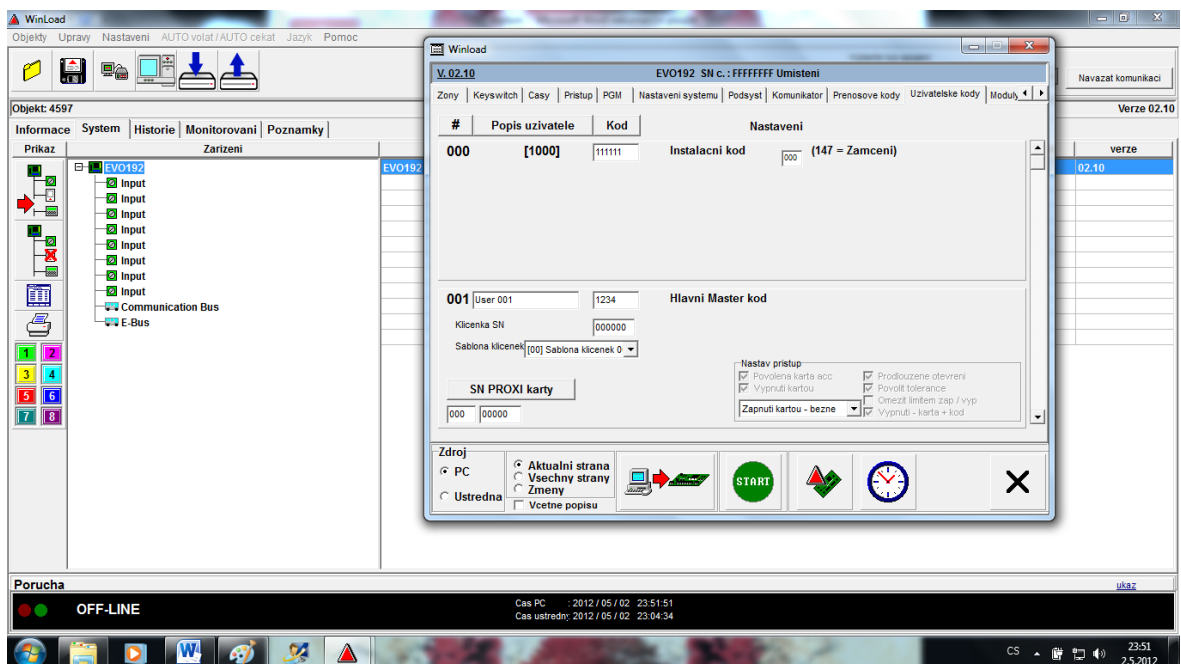 WinLoad
Objekty Upravy Nastaveni AUTO volat / AUTO cekat Jazyk Pomoc
Navazat komunikaci
Objekt: 4597
Verze 02.10
Informace System Historie Monitorovani Poznamky
Prikaz Zarizeni verze
EVO192 EVO192 02.10
Input
Input
Input
Input
Input
Input
Input
Input
Communication Bus
E-Bus
1 2
3 4
5 6
7 8
Winload
V. 02.10 EVO192 SN c. : FFFFFFFF Umisteni
Zony Keyswitch Casy Pristup PGM Nastaveni systemu Podsyst Komunikator Prenosove kody Uzivatelske kody Moduly
# Popis uzivatele Kod Nastaveni
000 [1000] 111111 Instalacni kod 000 (147 = Zamceni)
001 User 001 1234 Hlavni Master kod
Klicenka SN 000000
Sablona klicenek [00] Sablona klicenek 0
SN PROXI karty
000 00000
Nastav pristup
Povolena karta acc Prodlouzene otevreni
Vypnuti kartou Povolit tolerance
Omezit limitem zap / vyp
Zapnuti kartou - bezne Vypnuti - karta + kod
Zdroj
PC
Ustredna
Aktualni strana
Vsechny strany
Zmeny
Vcetne popisu
START
Porucha ukaz
OFF-LINE
Cas PC : 2012 / 05 / 02 23:51:51
Cas ustredny: 2012 / 05 / 02 23:04:34
CS 23:51
2.5.2012